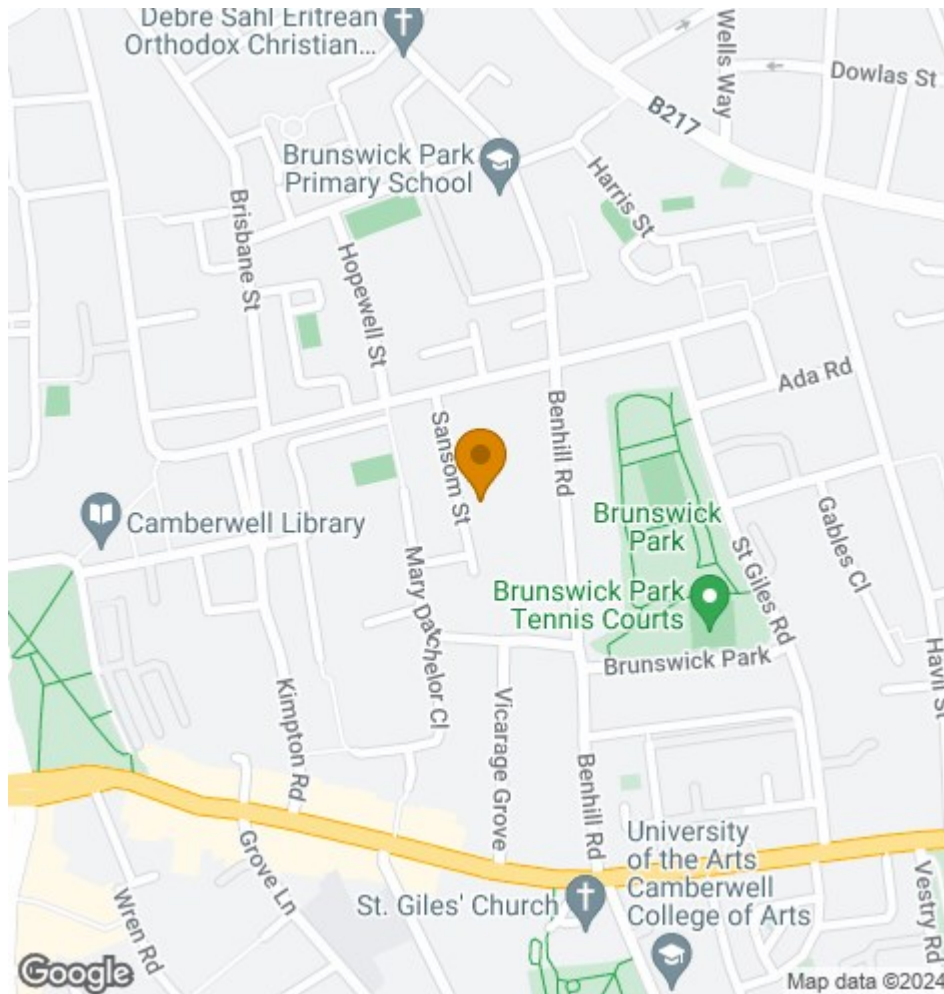 Debre Sahl Eritrean
Orthodox Christian...
Wells Way
Dowlas St
B217
Brunswick Park
Primary School
Harris St
Brisbane St
Hopewell St
Ada Rd
Benhill Rd
Sansom St
Camberwell Library
Brunswick
Park
Gables Cl
St Giles Rd
Brunswick Park
Tennis Courts
Mary Datchelor Cl
Brunswick Park
Havil St
Kimpton Rd
Vicarage Grove
Benhill Rd
University
of the Arts
Camberwell
College of Arts
Grove Ln
St. Giles' Church
Wren Rd
Vestry Rd
Google
Map data ©2024